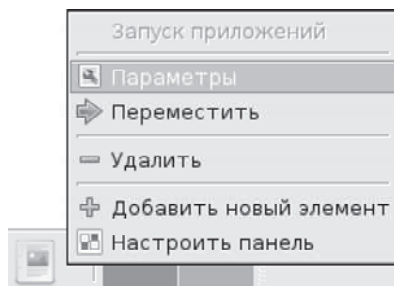 Запуск приложений
Параметры
Переместить
Удалить
Добавить новый элемент
Настроить панель